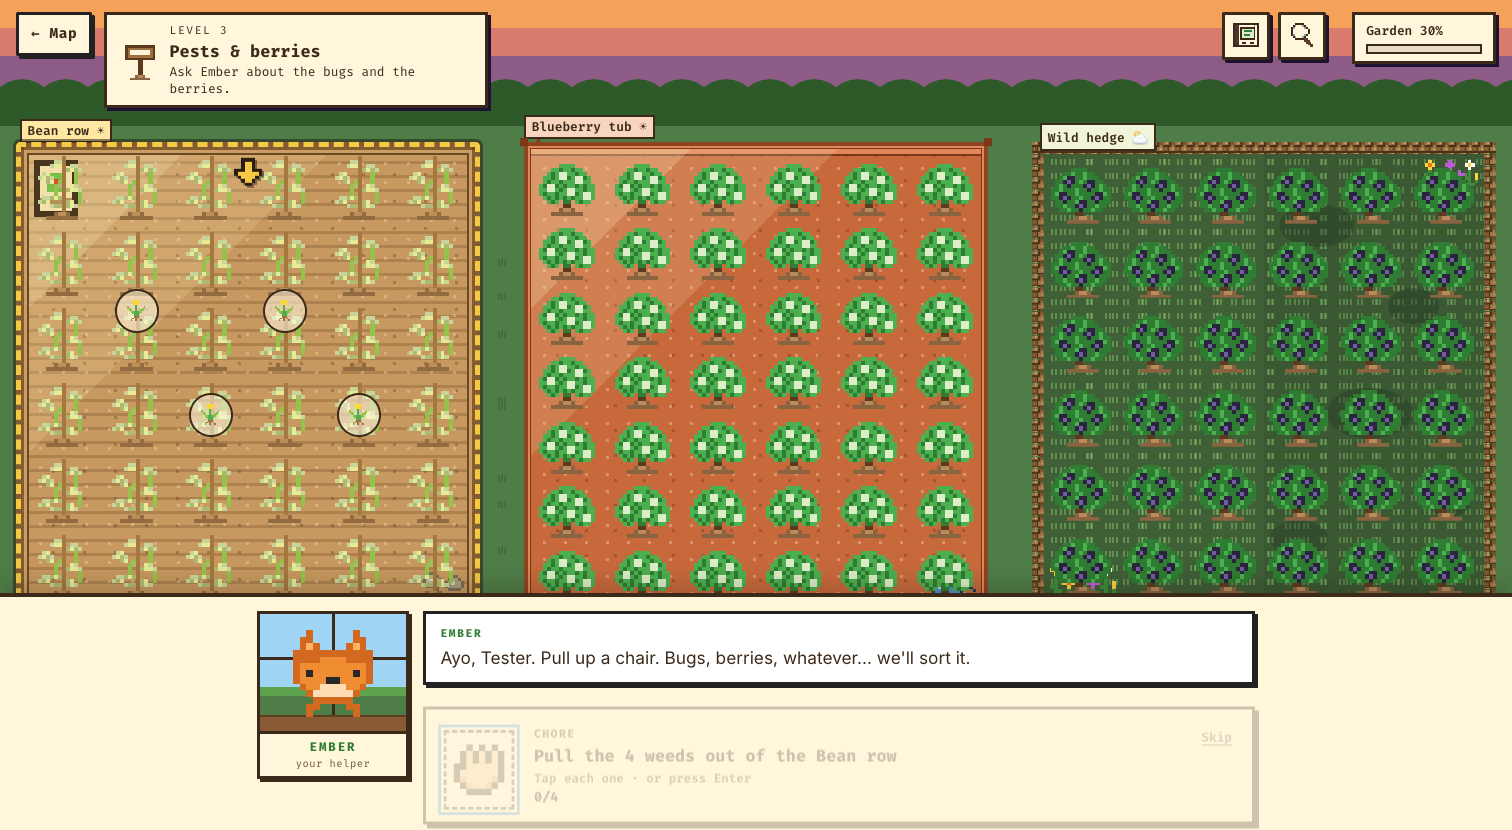 ← Map
LEVEL 3
Pests & berries
Ask Ember about the bugs and the
berries.
Garden 30%
Bean row ☀
Blueberry tub ☀
Wild hedge ⛅
EMBER
Ayo, Tester. Pull up a chair. Bugs, berries, whatever... we'll sort it.
EMBER
your helper
CHORE
Pull the 4 weeds out of the Bean row
Tap each one · or press Enter
0/4
Skip